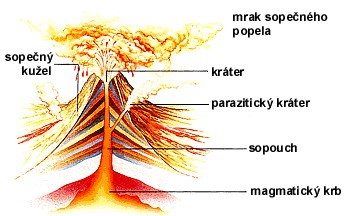 mrak sopečného
popela
sopečný
kužel
kráter
parazitický kráter
sopouch
magmatický krb